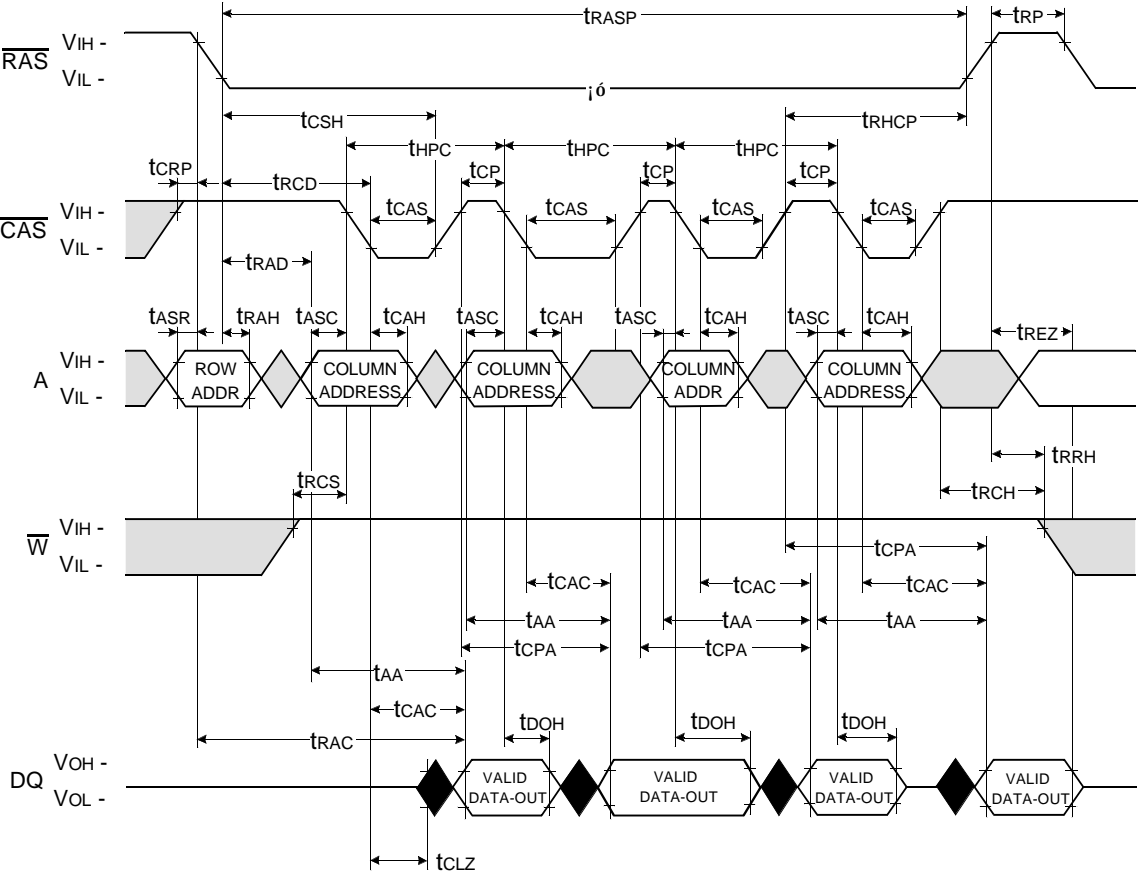 tRASP tRP
RAS VIH -
VIL -
¡ó
tCSH tRHCP
tHPC tHPC tHPC
tCRP tRCD tCP tCP tCP
CAS VIH -
VIL -
tCAS tCAS tCAS tCAS
tRAD
tASR tRAH tASC tCAH tASC tCAH tASC tCAH tASC tCAH tREZ
A VIH -
VIL -
ROW ADDR
COLUMN ADDRESS
COLUMN ADDRESS
COLUMN ADDR
COLUMN ADDRESS
tRRH
tRCS tRCH
W VIH -
VIL -
tCPA
tCAC tCAC tCAC
tAA tAA tAA
tCPA tCPA
tAA
tCAC
tRAC tDOH tDOH tDOH
DQ VOH -
VOL -
VALID DATA-OUT
VALID DATA-OUT
VALID DATA-OUT
VALID DATA-OUT
tCLZ